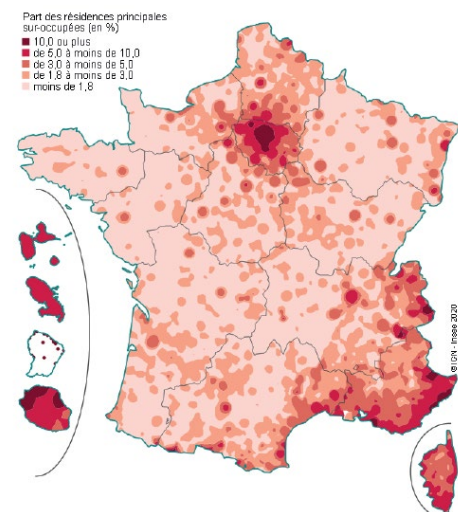 Part des résidences principales
sur-occupées (en %)
10,0 ou plus
de 5,0 à moins de 10,0
de 3,0 à moins de 5,0
de 1,8 à moins de 3,0
moins de 1,8
© IGN - Insee 2020